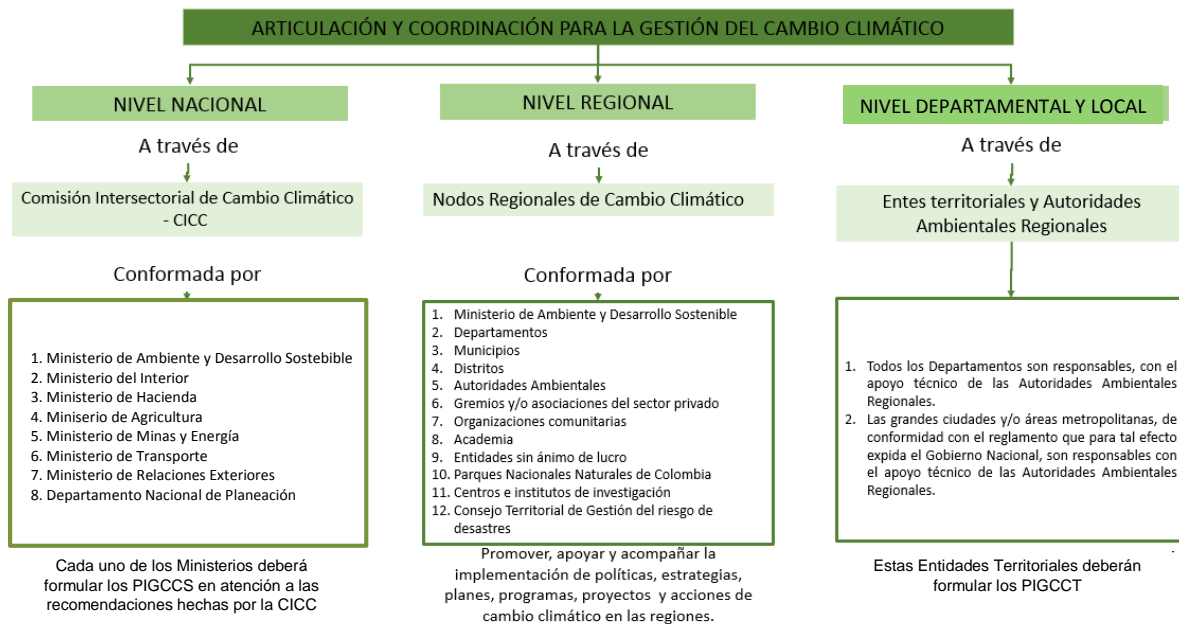 ARTICULACIÓN Y COORDINACIÓN PARA LA GESTIÓN DEL CAMBIO CLIMÁTICO
NIVEL NACIONAL
A través de
Comisión Intersectorial de Cambio Climático
- CICC
Conformada por
1. Ministerio de Ambiente y Desarrollo Sostebible
2. Ministerio del Interior
3. Ministerio de Hacienda
4. Miniserio de Agricultura
5. Ministerio de Minas y Energía
6. Ministerio de Transporte
7. Ministerio de Relaciones Exteriores
8. Departamento Nacional de Planeación
Cada uno de los Ministerios deberá
formular los PIGCCS en atención a las
recomendaciones hechas por la CICC
NIVEL REGIONAL
A través de
Nodos Regionales de Cambio Climático
Conformada por
1. Ministerio de Ambiente y Desarrollo Sostenible
2. Departamentos
3. Municipios
4. Distritos
5. Autoridades Ambientales
6. Gremios y/o asociaciones del sector privado
7. Organizaciones comunitarias
8. Academia
9. Entidades sin ánimo de lucro
10. Parques Nacionales Naturales de Colombia
11. Centros e institutos de investigación
12. Consejo Territorial de Gestión del riesgo de
desastres
Promover, apoyar y acompañar la
implementación de políticas, estrategias,
planes, programas, proyectos y acciones de
cambio climático en las regiones.
NIVEL DEPARTAMENTAL Y LOCAL
A través de
Entes territoriales y Autoridades
Ambientales Regionales
1. Todos los Departamentos son responsables, con el
apoyo técnico de las Autoridades Ambientales
Regionales.
2. Las grandes ciudades y/o áreas metropolitanas, de
conformidad con el reglamento que para tal efecto
expida el Gobierno Nacional, son responsables con
el apoyo técnico de las Autoridades Ambientales
Regionales.
Estas Entidades Territoriales deberán
formular los PIGCCT